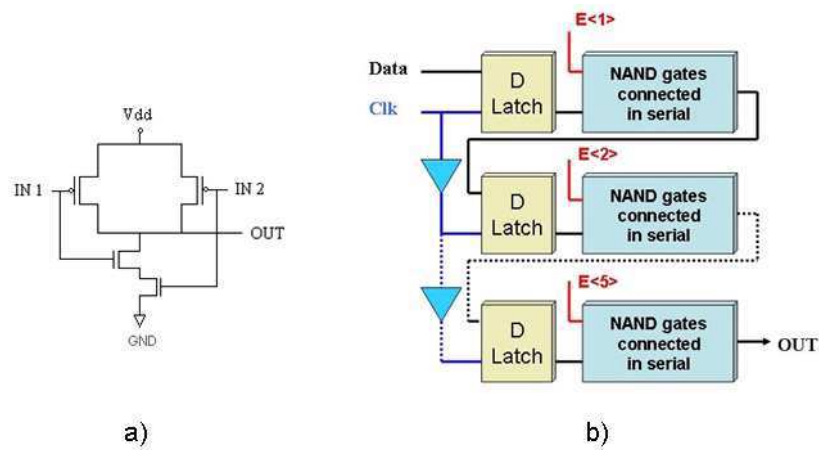 Vdd
IN 1
IN 2
OUT
GND
a)
E<1>
Data
Clk
D
Latch
NAND gates
connected
in serial
E<2>
D
Latch
NAND gates
connected
in serial
E<5>
D
Latch
NAND gates
connected
in serial
OUT
b)